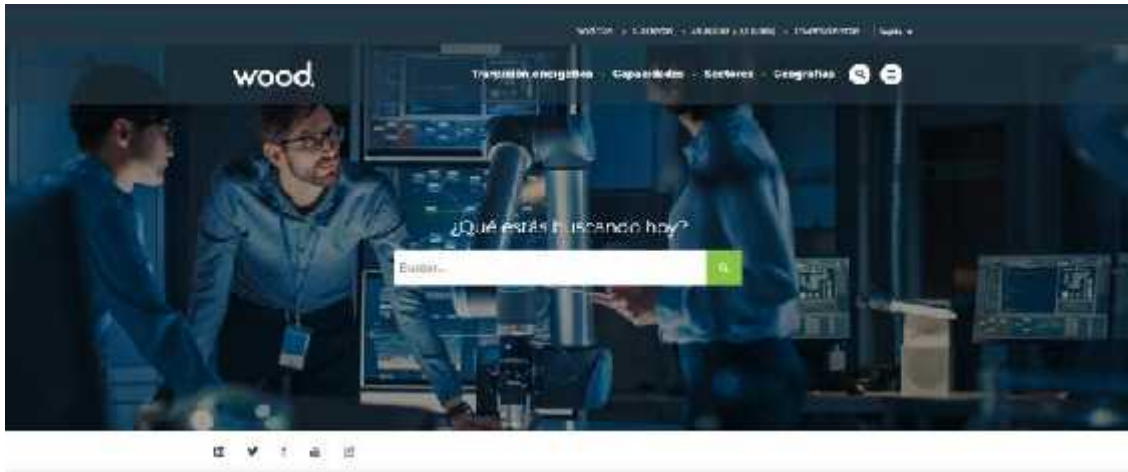 wood.
Transición energética Capacidades Sectores Geografías
¿Qué estás buscando hoy?
Buscar...